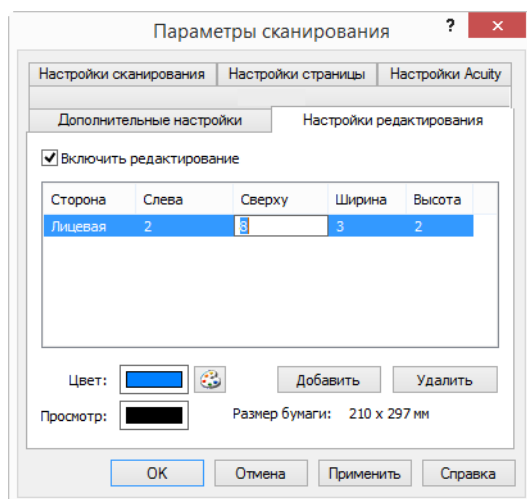 Параметры сканирования ?
Настройки сканирования Настройки страницы Настройки Acuity
Дополнительные настройки Настройки редактирования
Включить редактирование
Сторона Слева Сверху Ширина Высота
Лицевая 2 8 3 2
Цвет: Добавить Удалить
Просмотр: Размер бумаги: 210 x 297 мм
OK Отмена Применить Справка